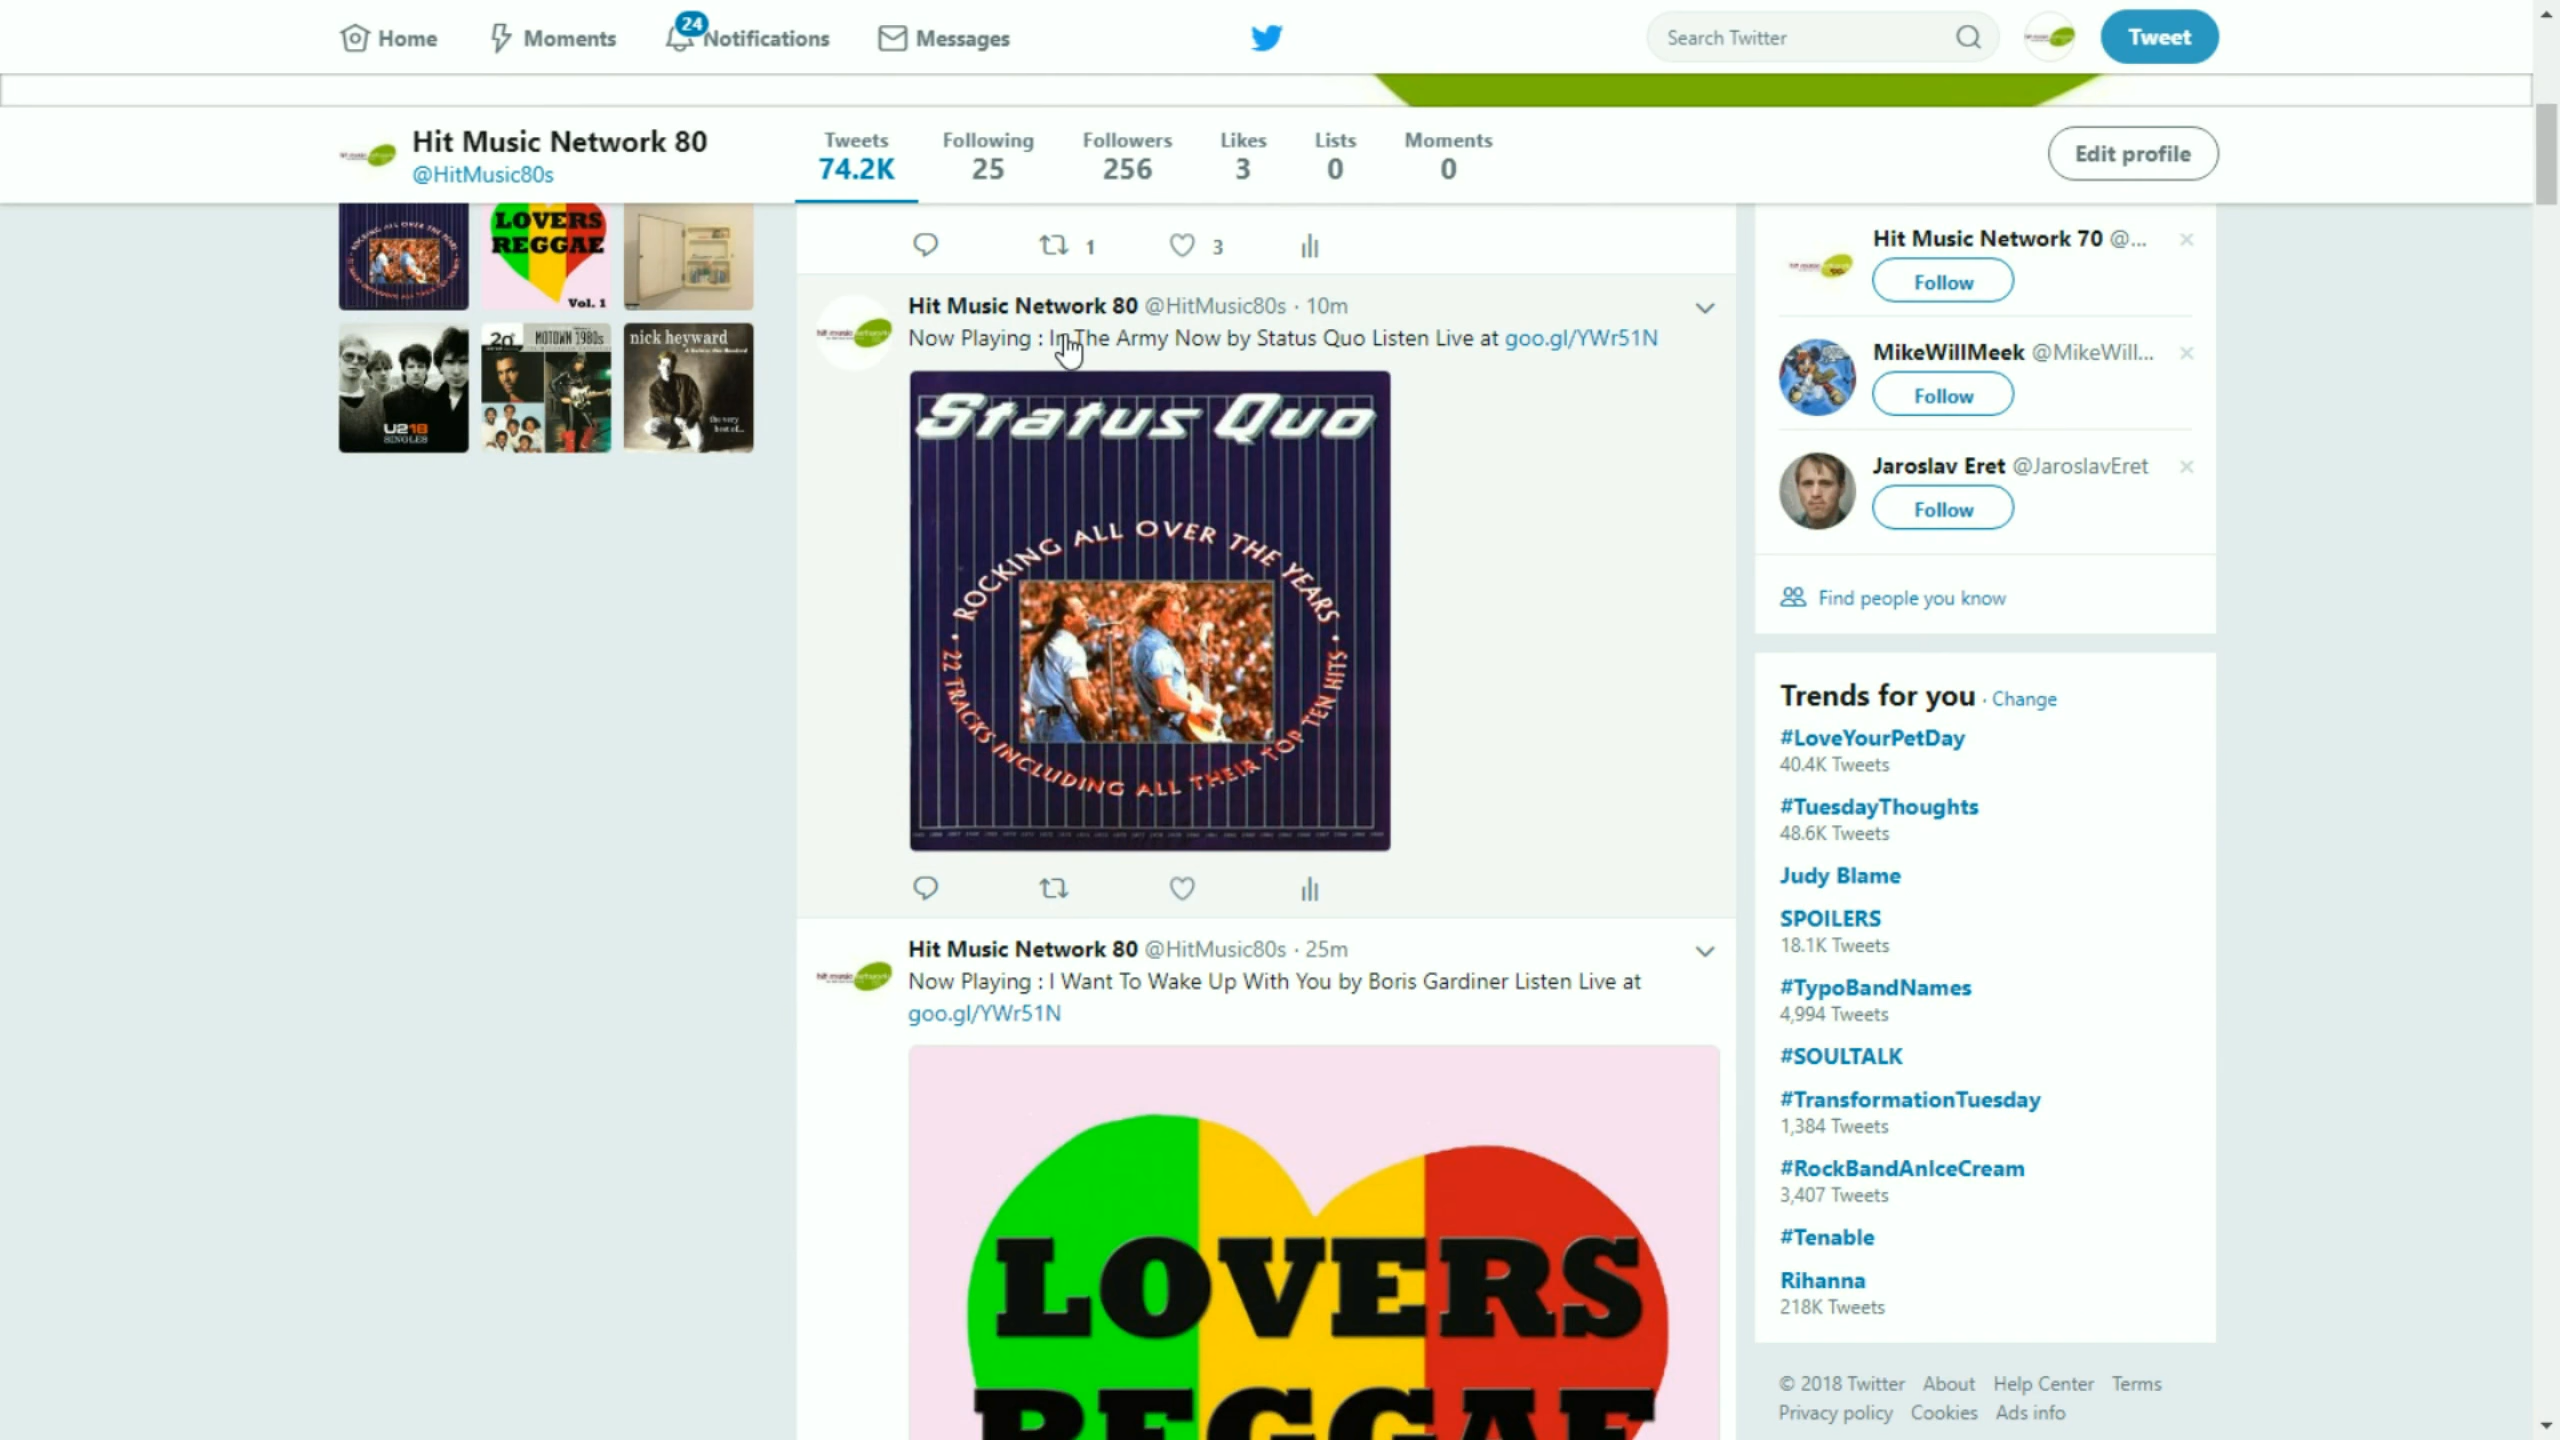 Home
Moments
24
Notifications
Messages
Search Twitter
Tweet
Hit Music Network 80
@HitMusic80s
Tweets
74.2K
Following
25
Followers
256
Likes
3
Lists
0
Moments
0
Edit profile
LOVERS
REGGAE
Vol. 1
U218
SINGLES
20
MOTOWN 1980s
nick heyward
the very
best of...
1
3
Hit Music Network 80 @HitMusic80s · 10m
Now Playing : In The Army Now by Status Quo Listen Live at goo.gl/YWr51N
Status Quo
ROCKING ALL OVER THE YEARS
22 TRACKS INCLUDING ALL THEIR TOP TEN HITS
Hit Music Network 80 @HitMusic80s · 25m
Now Playing : I Want To Wake Up With You by Boris Gardiner Listen Live at
goo.gl/YWr51N
LOVERS
REGGAE
Hit Music Network 70 @...
Follow
MikeWillMeek @MikeWill...
Follow
Jaroslav Eret @JaroslavEret
Follow
Find people you know
Trends for you · Change
#LoveYourPetDay
40.4K Tweets
#TuesdayThoughts
48.6K Tweets
Judy Blame
SPOILERS
18.1K Tweets
#TypoBandNames
4,994 Tweets
#SOULTALK
#TransformationTuesday
1,384 Tweets
#RockBandAnIceCream
3,407 Tweets
#Tenable
Rihanna
218K Tweets
© 2018 Twitter About Help Center Terms
Privacy policy Cookies Ads info